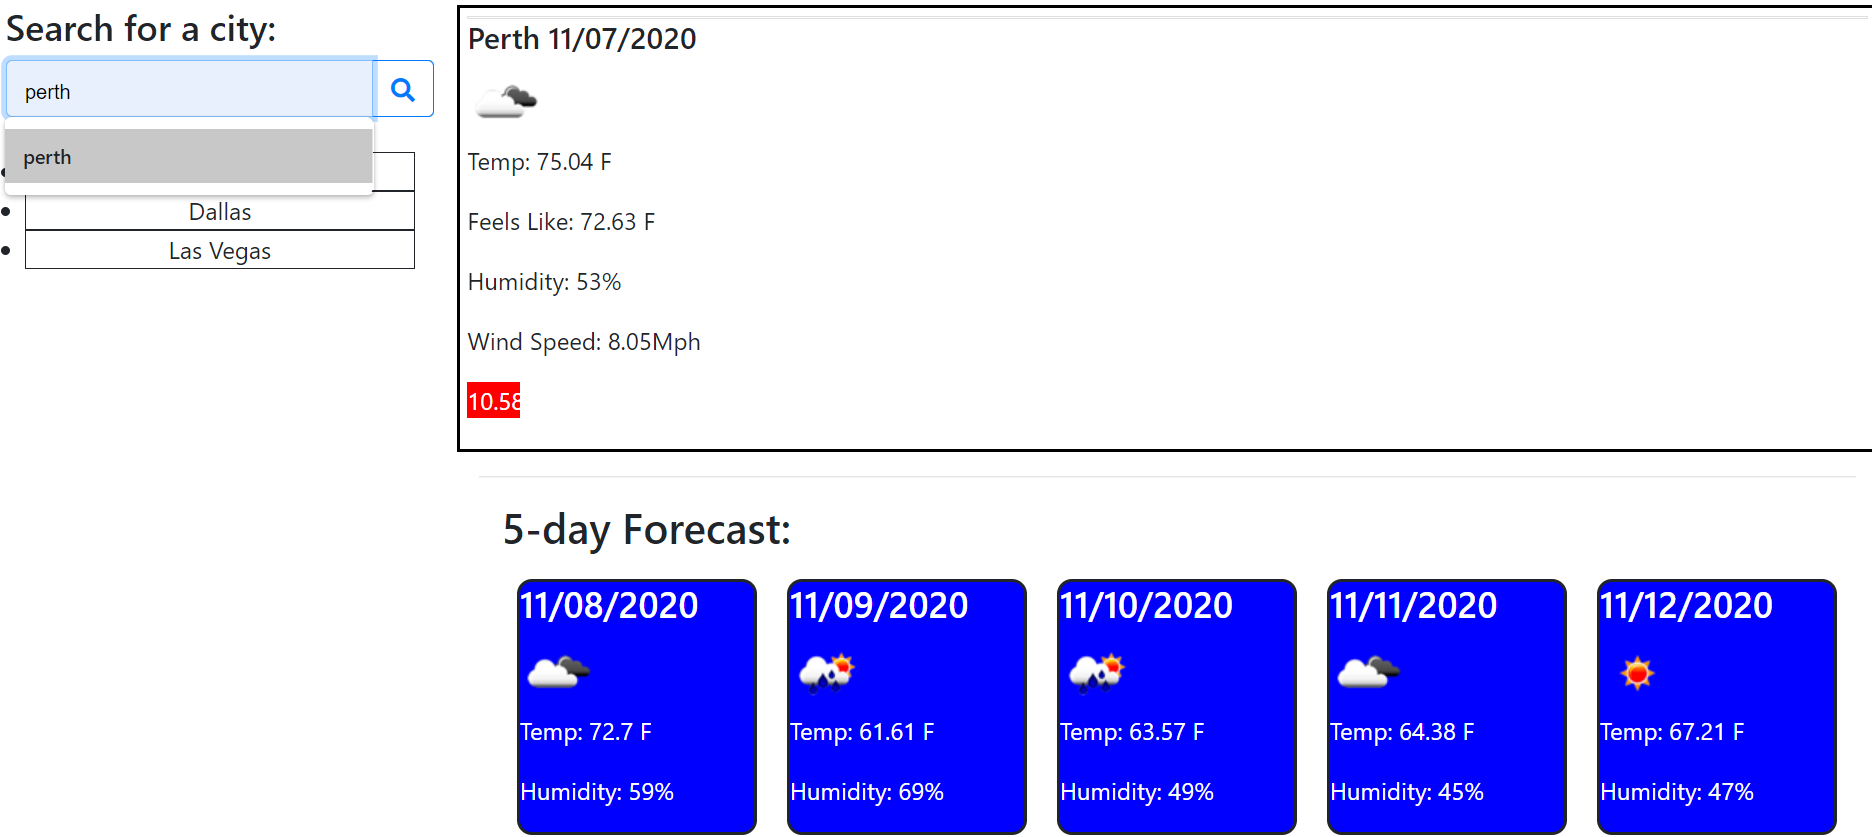 Search for a city:
perth
perth
Dallas
Las Vegas
Perth 11/07/2020
Temp: 75.04 F
Feels Like: 72.63 F
Humidity: 53%
Wind Speed: 8.05Mph
10.58
5-day Forecast:
11/08/2020
Temp: 72.7 F
Humidity: 59%
11/09/2020
Temp: 61.61 F
Humidity: 69%
11/10/2020
Temp: 63.57 F
Humidity: 49%
11/11/2020
Temp: 64.38 F
Humidity: 45%
11/12/2020
Temp: 67.21 F
Humidity: 47%